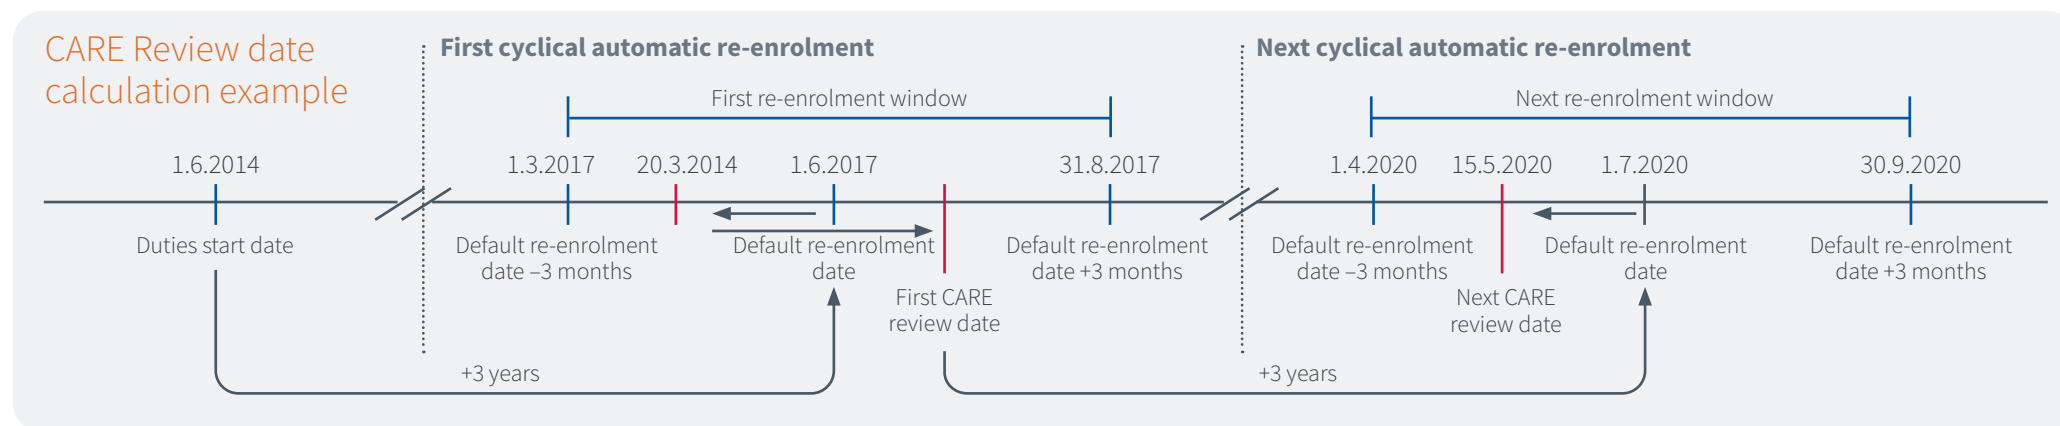 CARE Review date
calculation example
First cyclical automatic re-enrolment
Next cyclical automatic re-enrolment
First re-enrolment window
Next re-enrolment window
1.6.2014
1.3.2017
20.3.2014
1.6.2017
31.8.2017
1.4.2020
15.5.2020
1.7.2020
30.9.2020
Duties start date
Default re-enrolment
date –3 months
Default re-enrolment
date
First CARE
review date
Default re-enrolment
date +3 months
Default re-enrolment
date –3 months
Next CARE
review date
Default re-enrolment
date
Default re-enrolment
date +3 months
+3 years
+3 years